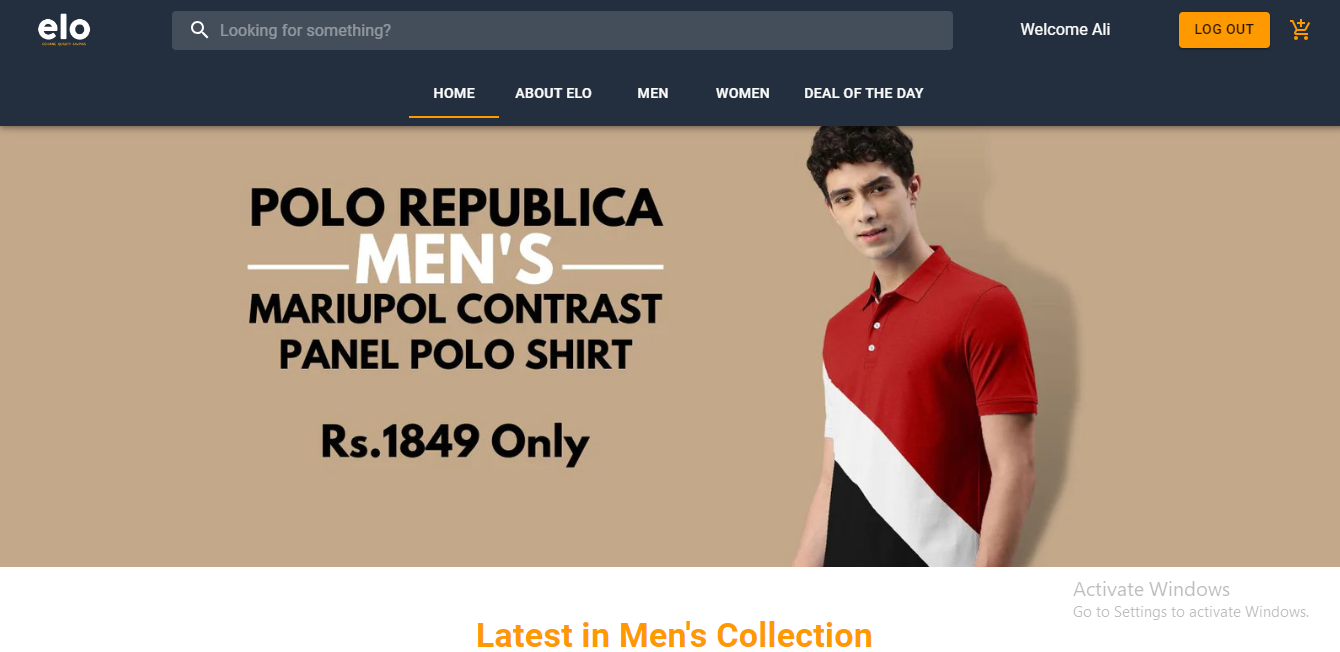 elo
Looking for something?
Welcome Ali
LOG OUT
HOME
ABOUT ELO
MEN
WOMEN
DEAL OF THE DAY
POLO REPUBLICA
MEN'S
MARIUPOL CONTRAST
PANEL POLO SHIRT
Rs.1849 Only
Activate Windows
Go to Settings to activate Windows.
Latest in Men's Collection